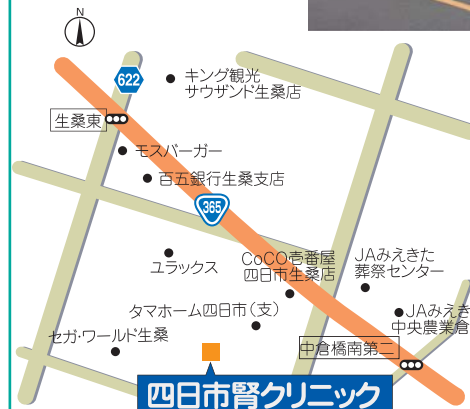 N
622
キング観光
サウザンド生桑店
生桑東
モスバーガー
百五銀行生桑支店
365
ユラックス
CoCo壱番屋
四日市生桑店
JAみえきた
葬祭センター
タマホーム四日市(支)
JAみえき
中央農業倉
セガ・ワールド生桑
中倉橋南第二
四日市腎クリニック